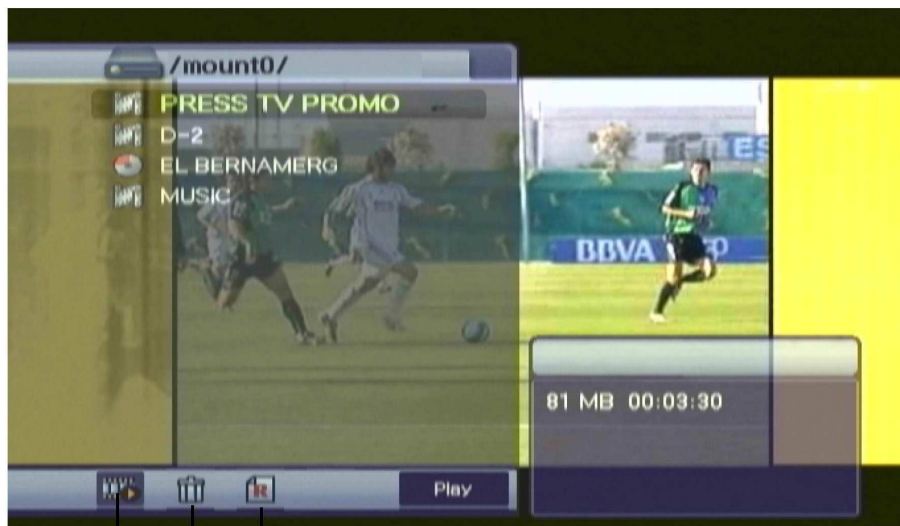 /mount0/
PRESS TV PROMO
D-2
EL BERNAMERG
MUSIC
BBVA
81 MB 00:03:30
R
Play